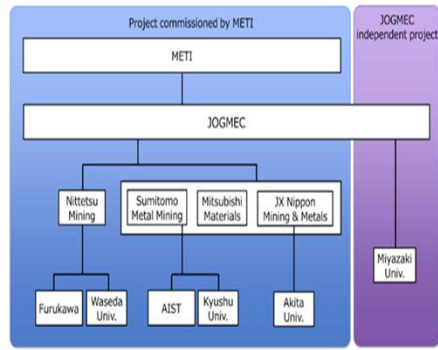 Project commissioned by METI
JOGMEC
independent project
METI
JOGMEC
Nittetsu
Mining
Sumitomo
Metal Mining
Mitsubishi
Materials
JX Nippon
Mining & Metals
Miyazaki
Univ.
Furukawa
Waseda
Univ.
AIST
Kyushu
Univ.
Akita
Univ.